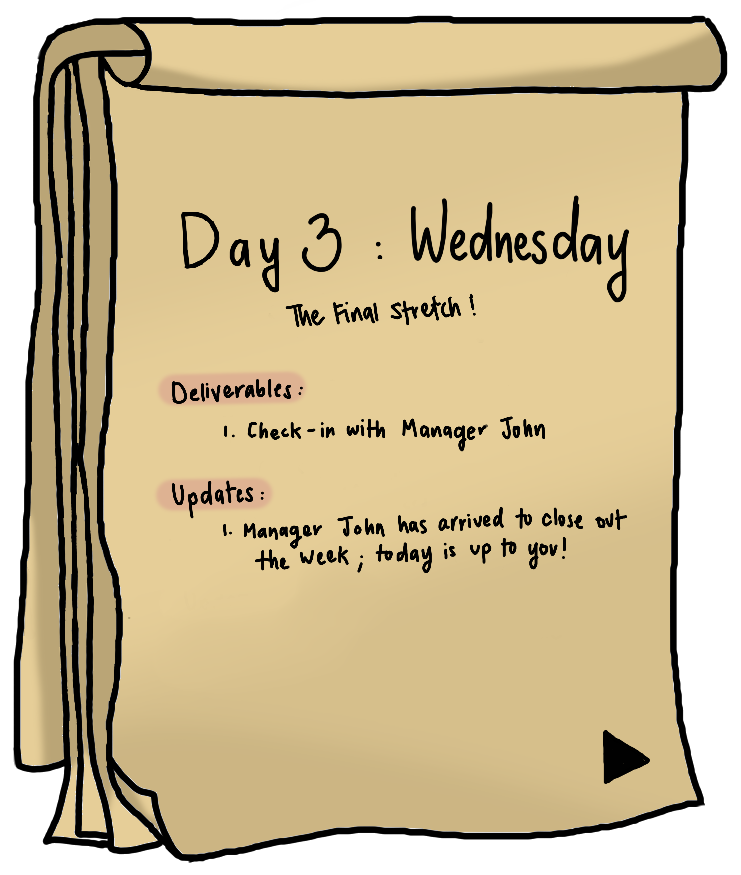 Day 3 : Wednesday
The Final Stretch!
Deliverables:
1. Check-in with Manager John
Updates:
1. Manager John has arrived to close out
the week; today is up to you!